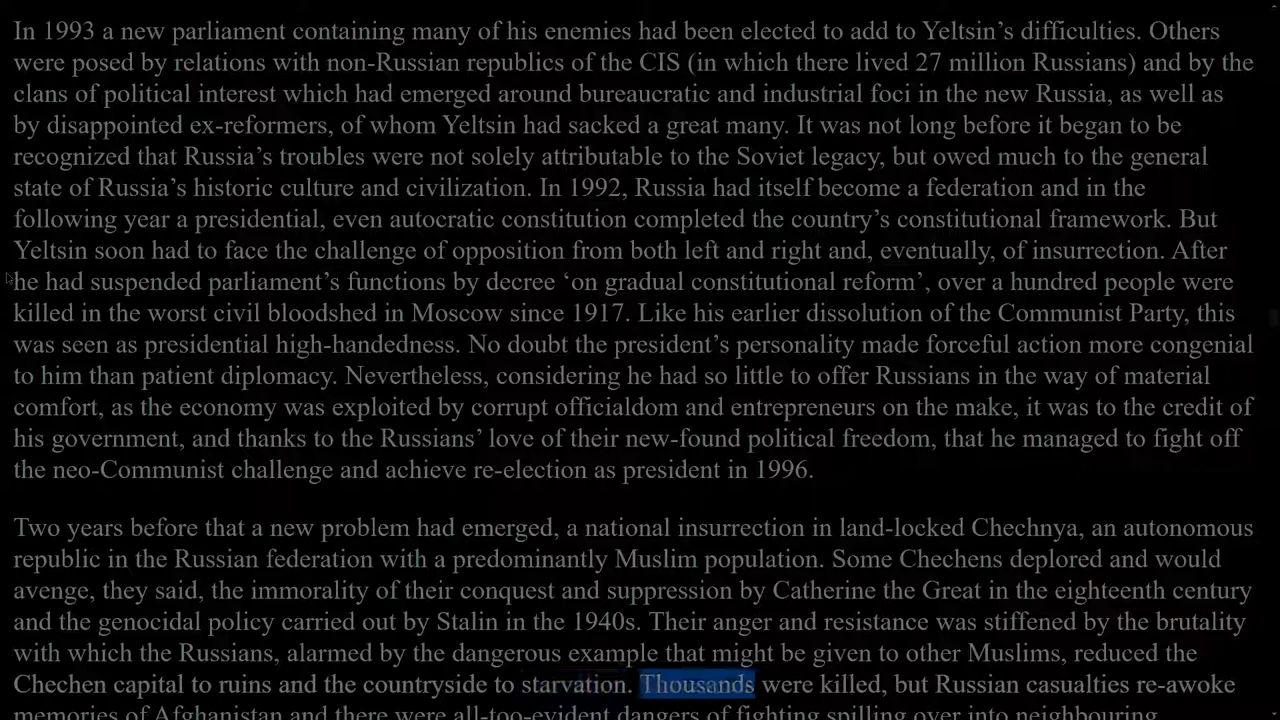 In 1993 a new parliament containing many of his enemies had been elected to add to Yeltsin’s difficulties. Others
were posed by relations with non-Russian republics of the CIS (in which there lived 27 million Russians) and by the
clans of political interest which had emerged around bureaucratic and industrial foci in the new Russia, as well as
by disappointed ex-reformers, of whom Yeltsin had sacked a great many. It was not long before it began to be
recognized that Russia’s troubles were not solely attributable to the Soviet legacy, but owed much to the general
state of Russia’s historic culture and civilization. In 1992, Russia had itself become a federation and in the
following year a presidential, even autocratic constitution completed the country’s constitutional framework. But
Yeltsin soon had to face the challenge of opposition from both left and right and, eventually, of insurrection. After
he had suspended parliament’s functions by decree ‘on gradual constitutional reform’, over a hundred people were
killed in the worst civil bloodshed in Moscow since 1917. Like his earlier dissolution of the Communist Party, this
was seen as presidential high-handedness. No doubt the president’s personality made forceful action more congenial
to him than patient diplomacy. Nevertheless, considering he had so little to offer Russians in the way of material
comfort, as the economy was exploited by corrupt officialdom and entrepreneurs on the make, it was to the credit of
his government, and thanks to the Russians’ love of their new-found political freedom, that he managed to fight off
the neo-Communist challenge and achieve re-election as president in 1996.
Two years before that a new problem had emerged, a national insurrection in land-locked Chechnya, an autonomous
republic in the Russian federation with a predominantly Muslim population. Some Chechens deplored and would
avenge, they said, the immorality of their conquest and suppression by Catherine the Great in the eighteenth century
and the genocidal policy carried out by Stalin in the 1940s. Their anger and resistance was stiffened by the brutality
with which the Russians, alarmed by the dangerous example that might be given to other Muslims, reduced the
Chechen capital to ruins and the countryside to starvation. Thousands were killed, but Russian casualties re-awoke
memories of Afghanistan and there were all-too-evident dangers of fighting spilling over into neighbouring